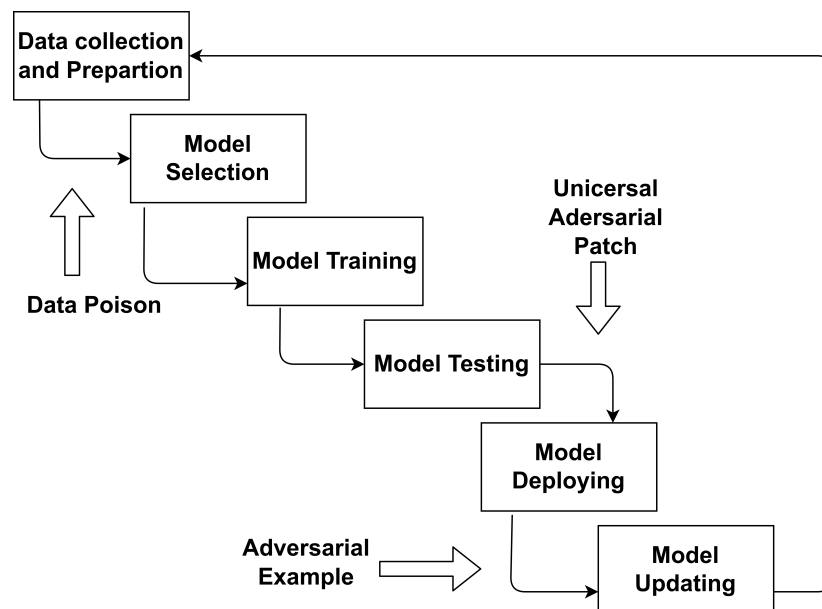 Data collection
and Prepartion
Model
Selection
Unicersal
Adersarial
Patch
Model Training
Data Poison
Model Testing
Model
Deploying
Adversarial
Example
Model
Updating